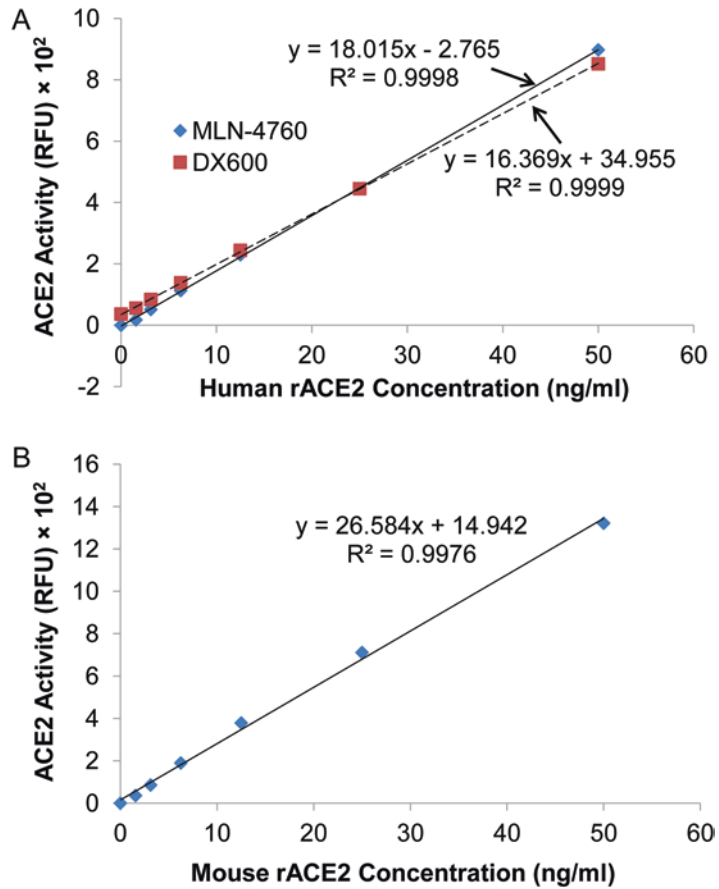 A
ACE2 Activity (RFU) × 10²
10
8
6
4
2
0
-2
y = 18.015x - 2.765
R² = 0.9998
MLN-4760
DX600
y = 16.369x + 34.955
R² = 0.9999
0 10 20 30 40 50 60
Human rACE2 Concentration (ng/ml)
B
ACE2 Activity (RFU) × 10²
16
14
12
10
8
6
4
2
0
y = 26.584x + 14.942
R² = 0.9976
0 10 20 30 40 50 60
Mouse rACE2 Concentration (ng/ml)